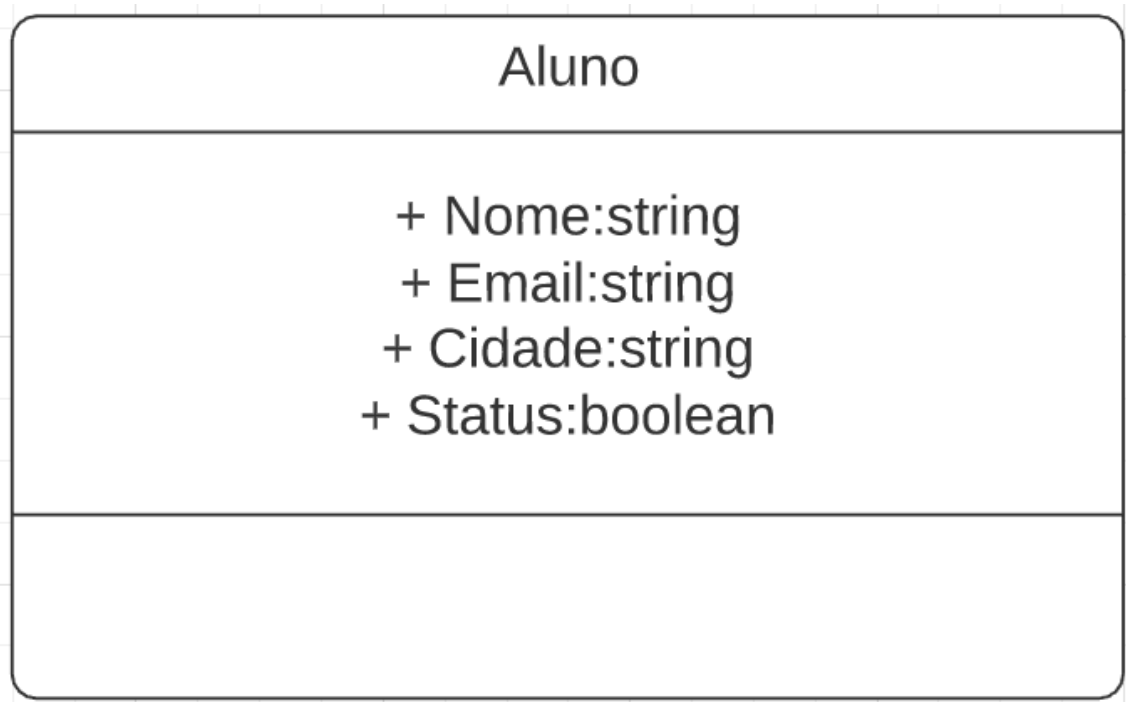 Aluno
+ Nome:string
+ Email:string
+ Cidade:string
+ Status:boolean